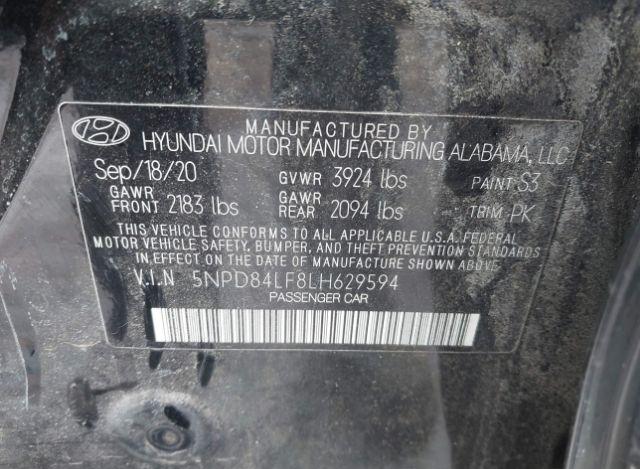 MANUFACTURED BY
HYUNDAI MOTOR MANUFACTURING ALABAMA, LLC
Sep/18/20 GVWR 3924 lbs PAINT S3
GAWR FRONT 2183 lbs GAWR REAR 2094 lbs TRIM PK
THIS VEHICLE CONFORMS TO ALL APPLICABLE U.S.A. FEDERAL
MOTOR VEHICLE SAFETY, BUMPER, AND THEFT PREVENTION STANDARDS
IN EFFECT ON THE DATE OF MANUFACTURE SHOWN ABOVE.
V.I.N 5NPD84LF8LH629594
PASSENGER CAR